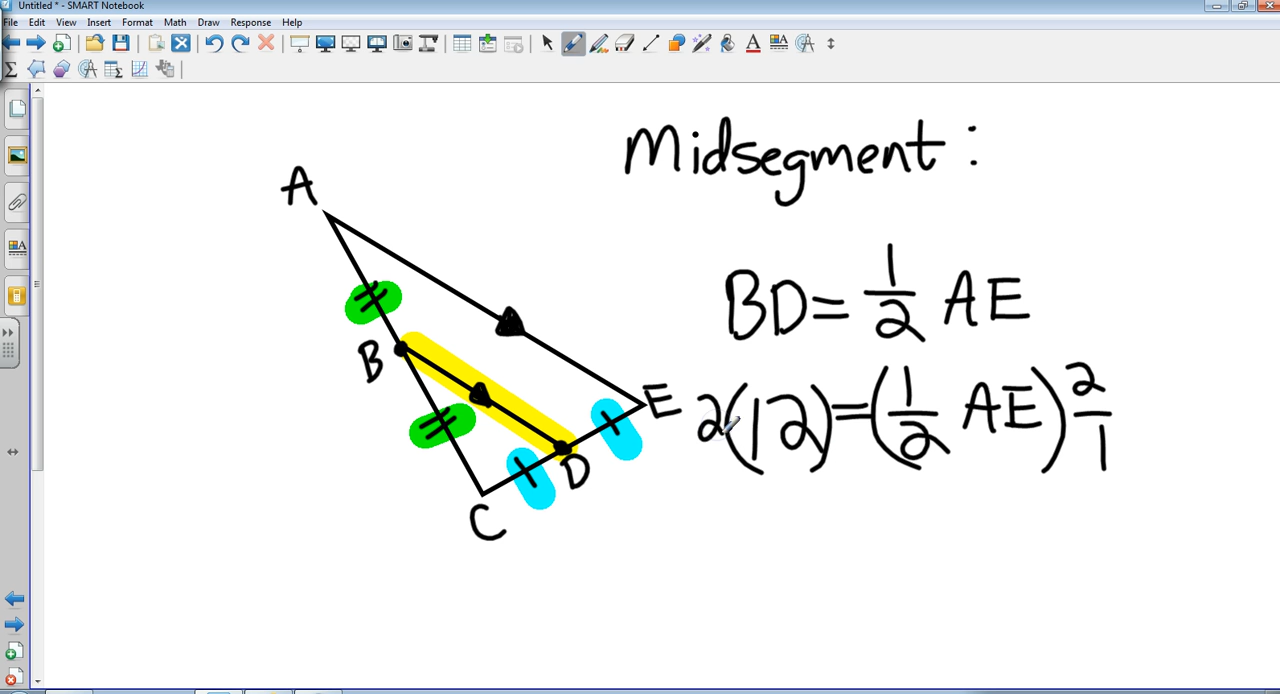 Untitled * - SMART Notebook
File Edit View Insert Format Math Draw Response Help
Midsegment :
A
BD = 1/2 AE
B
E
2(12) = (1/2 AE) 2/1
D
C